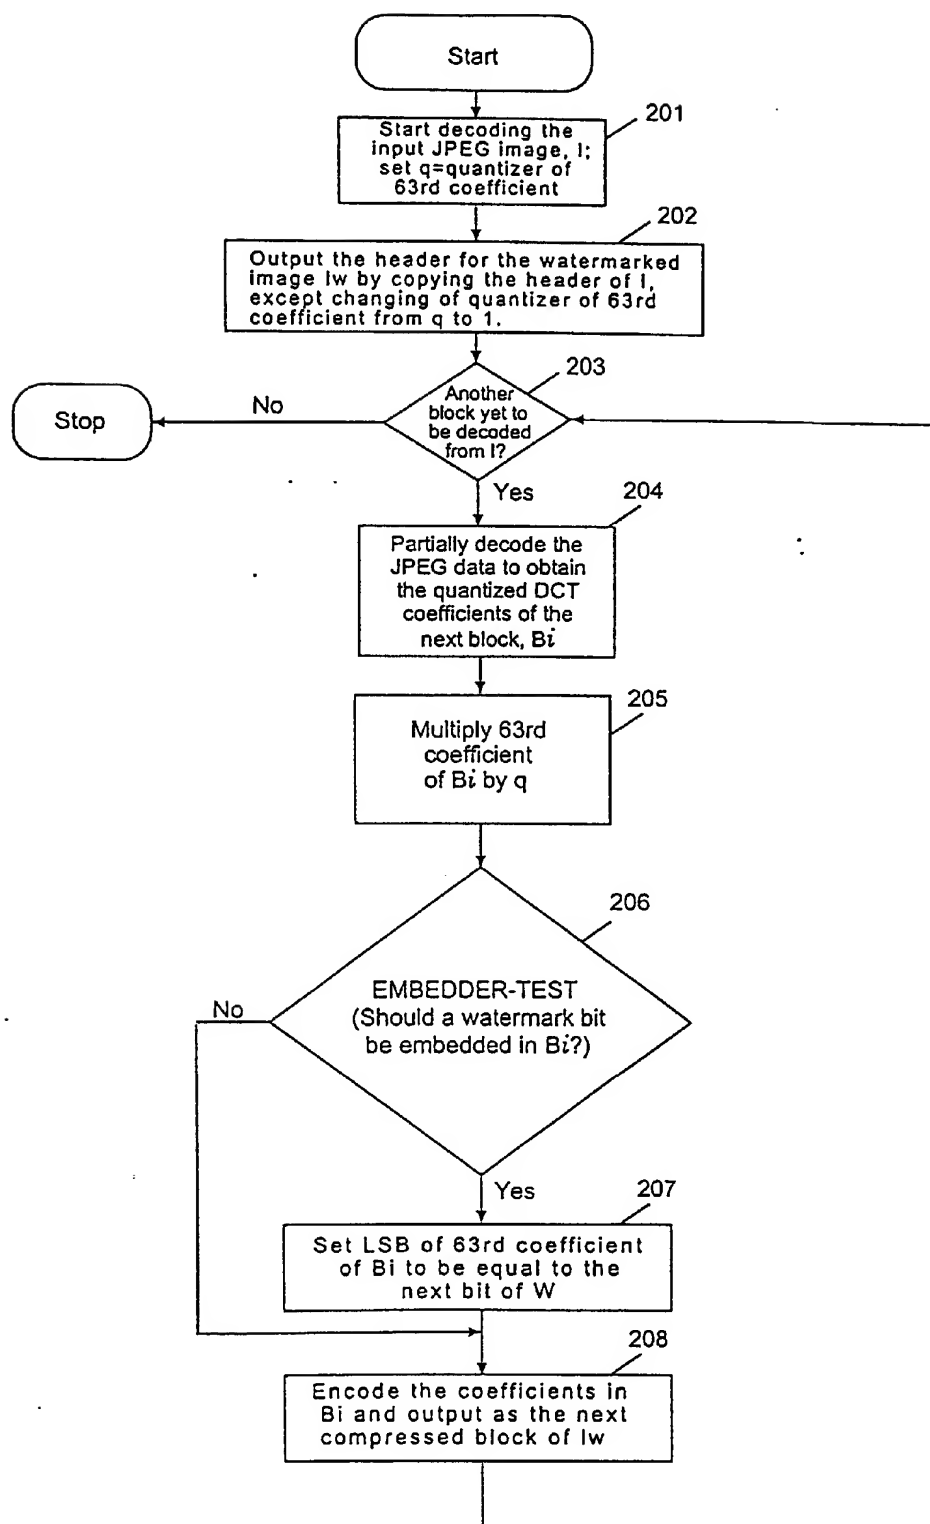 Start
201
Start decoding the
input JPEG image, I;
set q=quantizer of
63rd coefficient
202
Output the header for the watermarked
image Iw by copying the header of I,
except changing of quantizer of 63rd
coefficient from q to 1.
203
Another
block yet to
be decoded
from I?
No
Stop
Yes
204
Partially decode the
JPEG data to obtain
the quantized DCT
coefficients of the
next block, Bi
205
Multiply 63rd
coefficient
of Bi by q
206
EMBEDDER-TEST
(Should a watermark bit
be embedded in Bi?)
No
Yes
207
Set LSB of 63rd coefficient
of Bi to be equal to the
next bit of W
208
Encode the coefficients in
Bi and output as the next
compressed block of Iw